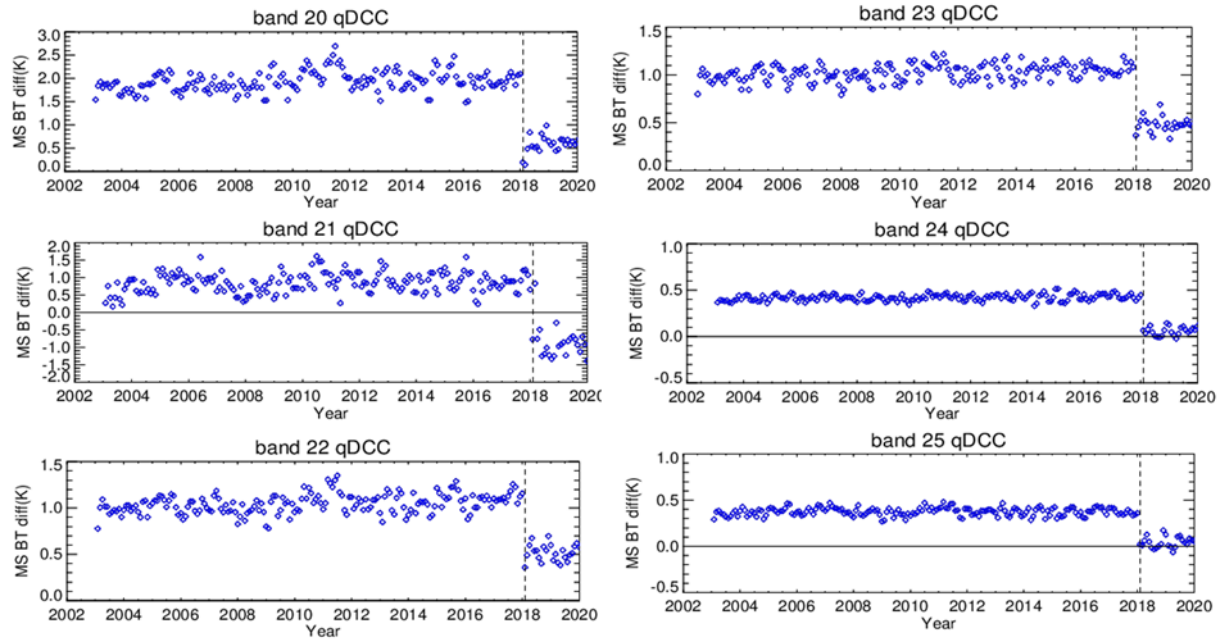 band 20 qDCC
MS BT diff(K)
3.0
2.5
2.0
1.5
1.0
0.5
0.0
2002 2004 2006 2008 2010 2012 2014 2016 2018 2020
Year
band 23 qDCC
MS BT diff(K)
1.5
1.0
0.5
0.0
2002 2004 2006 2008 2010 2012 2014 2016 2018 2020
Year
band 21 qDCC
MS BT diff(K)
2.0
1.5
1.0
0.5
0.0
-0.5
-1.0
-1.5
-2.0
2002 2004 2006 2008 2010 2012 2014 2016 2018 202
Year
band 24 qDCC
MS BT diff(K)
1.0
0.5
0.0
-0.5
2002 2004 2006 2008 2010 2012 2014 2016 2018 2020
Year
band 22 qDCC
MS BT diff(K)
1.5
1.0
0.5
0.0
2002 2004 2006 2008 2010 2012 2014 2016 2018 2020
Year
band 25 qDCC
MS BT diff(K)
1.0
0.5
0.0
-0.5
2002 2004 2006 2008 2010 2012 2014 2016 2018 2020
Year